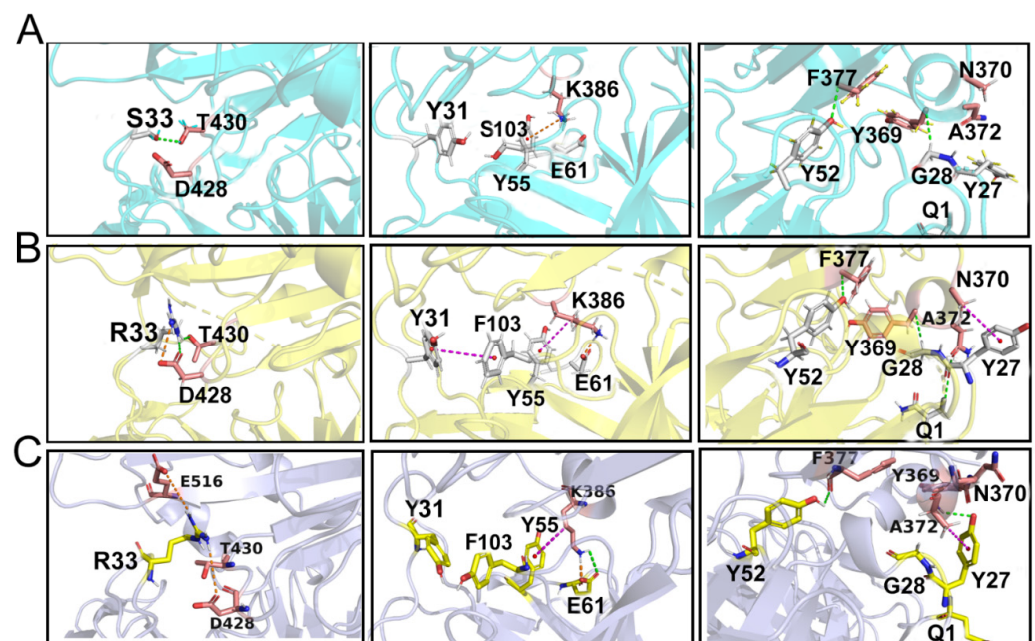 A
S33
T430
D428
Y31
K386
S103
Y55
E61
F377
N370
Y369
A372
Y52
G28
Y27
Q1
B
R33
T430
D428
Y31
F103
K386
Y55
E61
F377
N370
A372
Y369
Y52
G28
Y27
Q1
C
E516
R33
T430
D428
Y31
K386
F103
Y55
E61
F377
Y369
N370
A372
Y52
G28
Y27
Q1